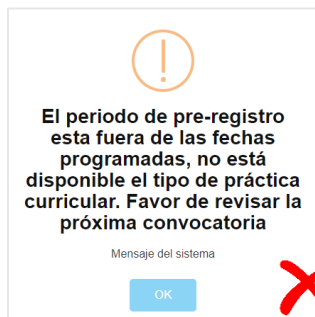 El periodo de pre-registro
esta fuera de las fechas
programadas, no está
disponible el tipo de práctica
curricular. Favor de revisar la
próxima convocatoria
Mensaje del sistema
OK